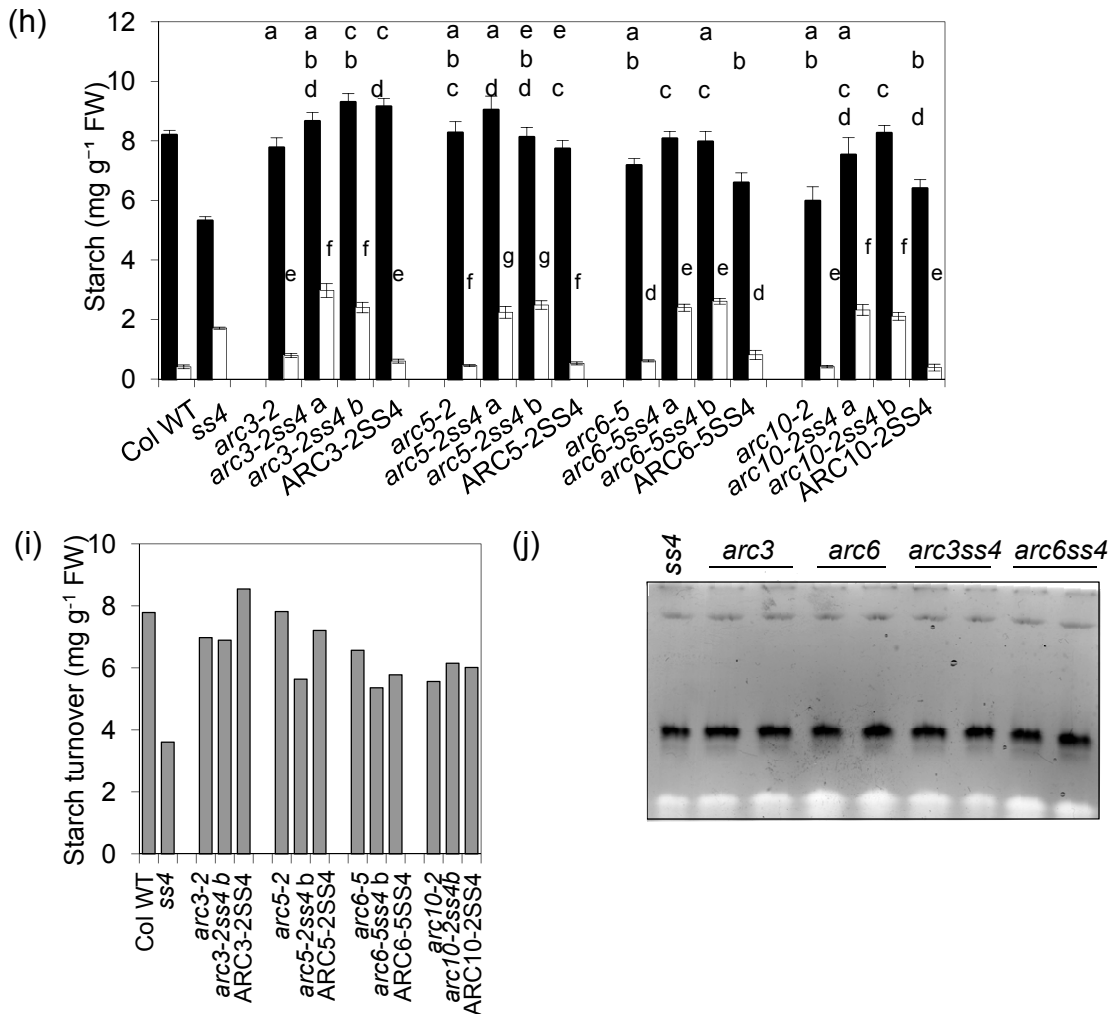 (h)
Starch (mg g⁻¹ FW)
12
10
8
6
4
2
0
a a c c a a e e a a a a
b b b b b b b b b
d d c d d c c c c c
d d
f f g g f f
e e f f e e e e
d d
Col WT
ss4
arc3-2
arc3-2ss4 a
arc3-2ss4 b
ARC3-2SS4
arc5-2
arc5-2ss4 a
arc5-2ss4 b
ARC5-2SS4
arc6-5
arc6-5ss4 a
arc6-5ss4 b
ARC6-5SS4
arc10-2
arc10-2ss4 a
arc10-2ss4 b
ARC10-2SS4
(i)
Starch turnover (mg g⁻¹ FW)
10
8
6
4
2
0
Col WT
ss4
arc3-2
arc3-2ss4 b
ARC3-2SS4
arc5-2
arc5-2ss4 b
ARC5-2SS4
arc6-5
arc6-5ss4 b
ARC6-5SS4
arc10-2
arc10-2ss4b
ARC10-2SS4
(j)
ss4 arc3 arc6 arc3ss4 arc6ss4